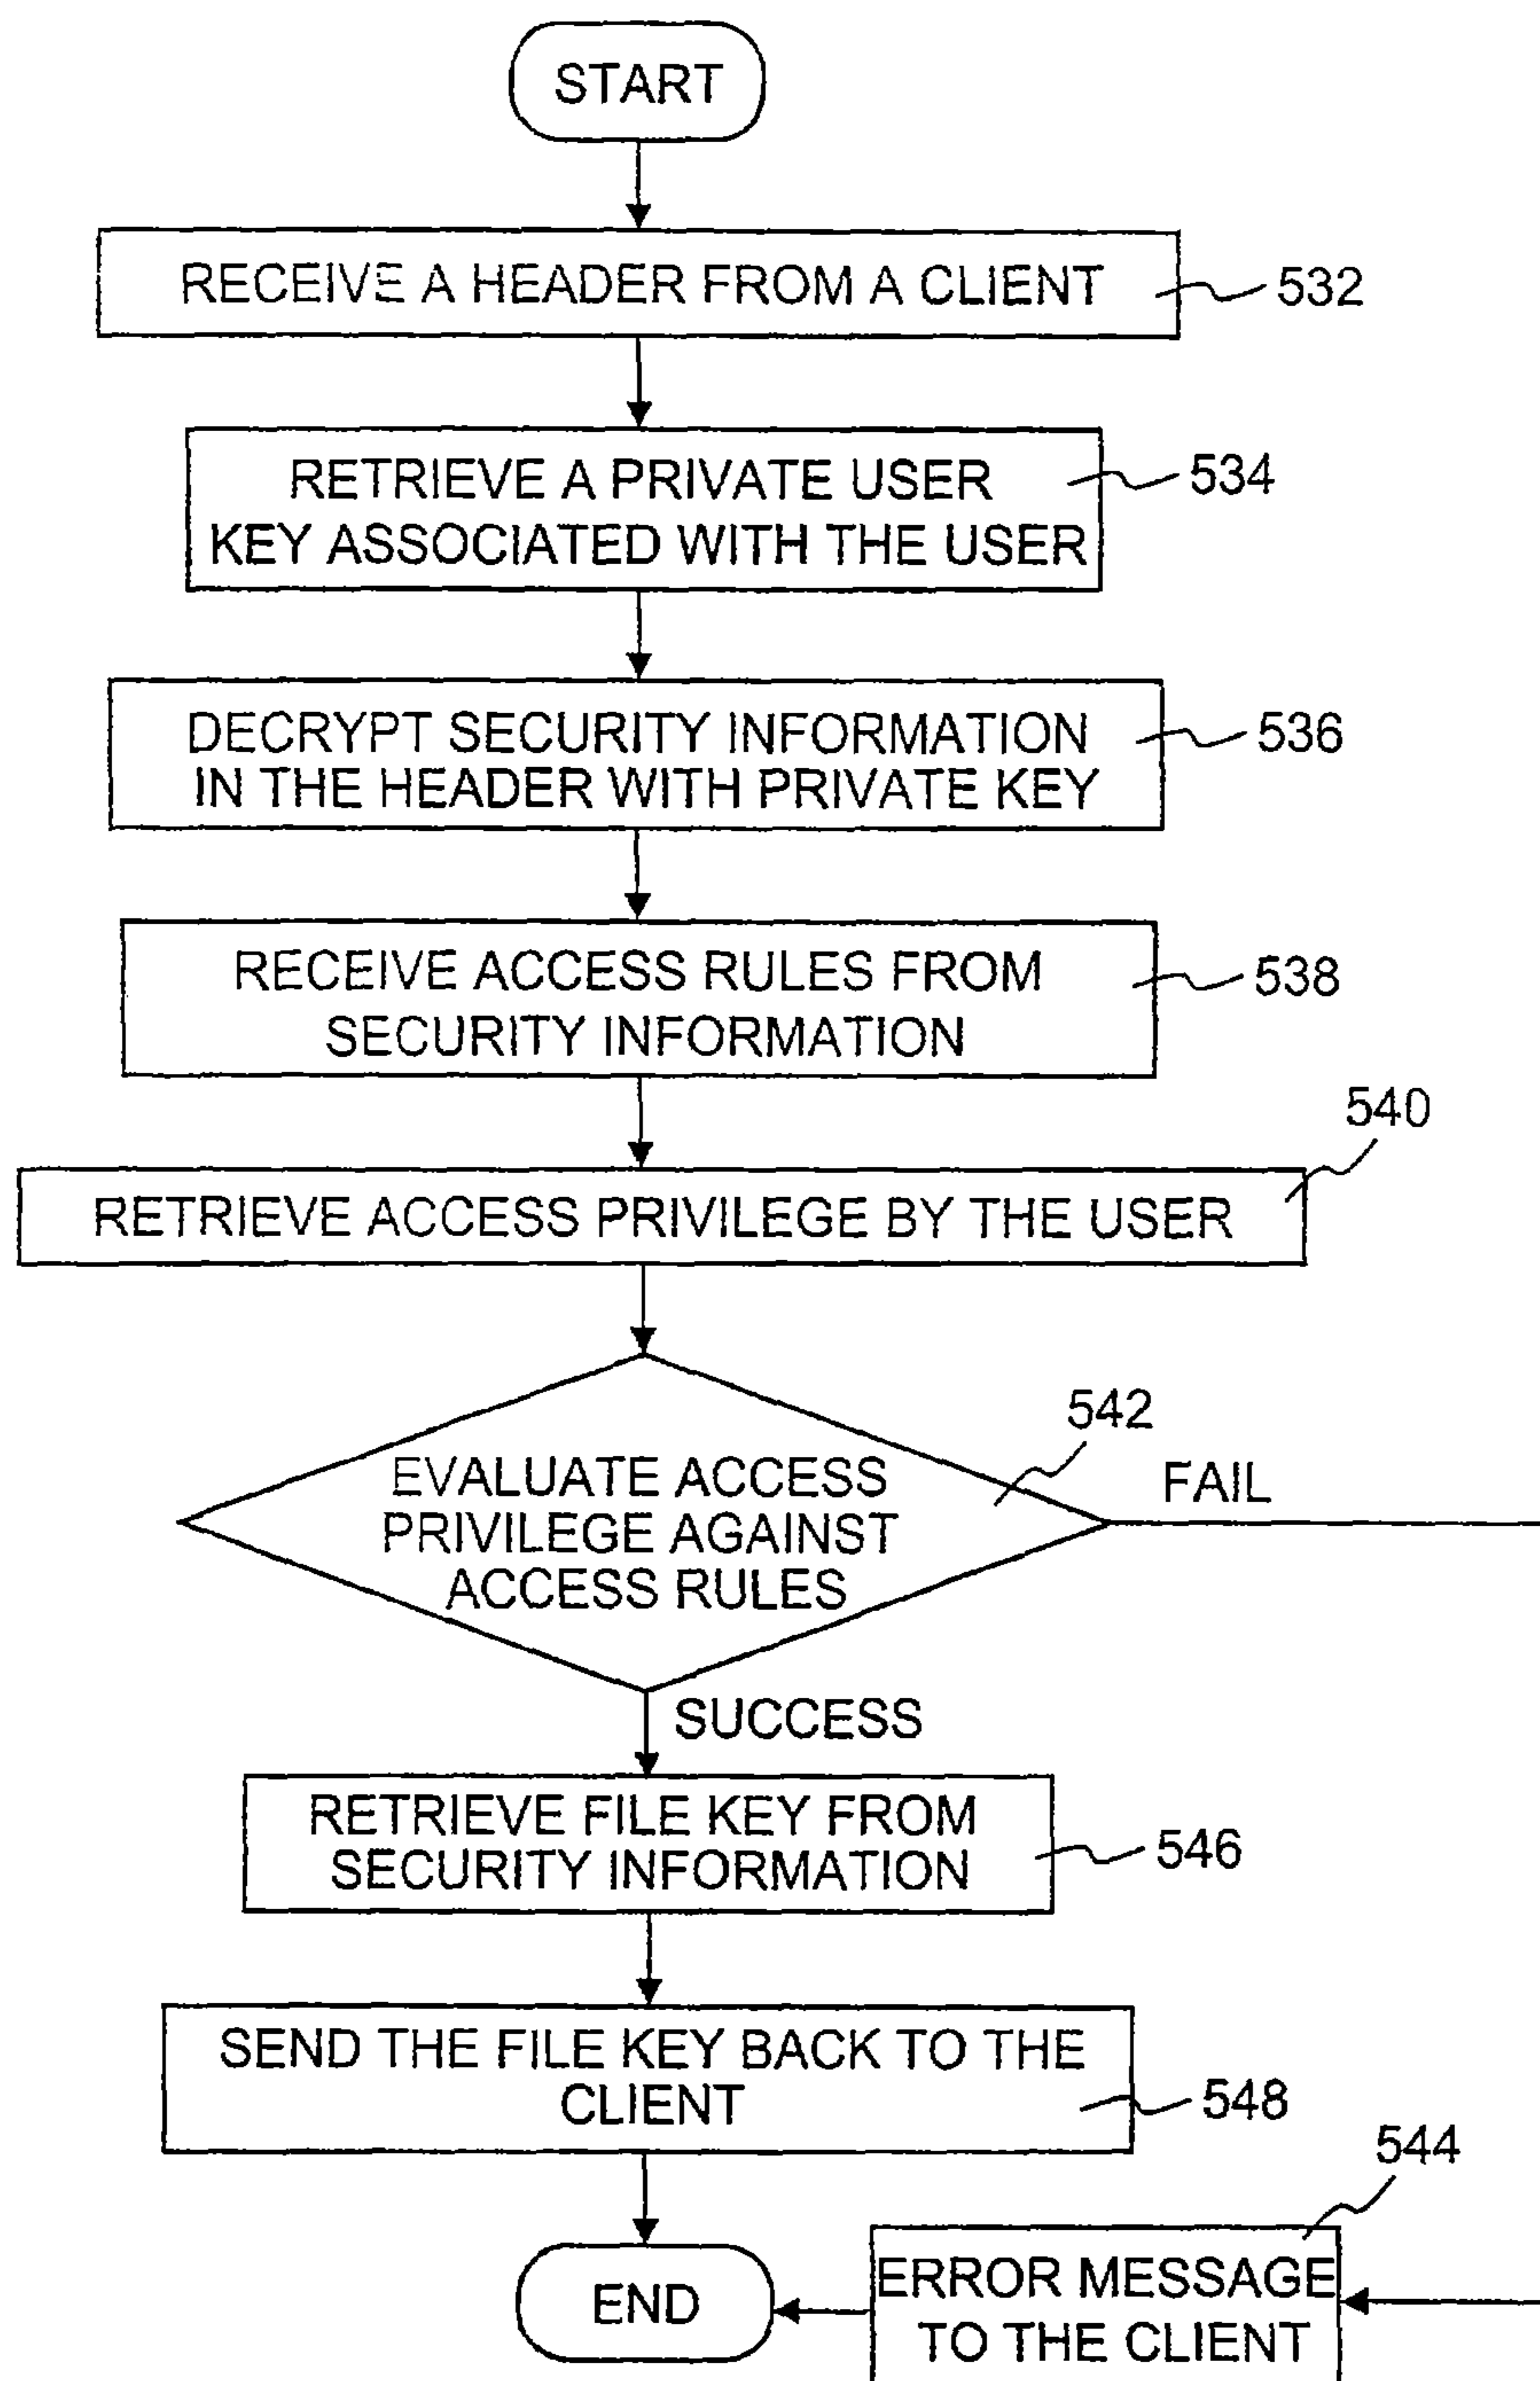 START
RECEIVE A HEADER FROM A CLIENT
532
RETRIEVE A PRIVATE USER
KEY ASSOCIATED WITH THE USER
534
DECRYPT SECURITY INFORMATION
IN THE HEADER WITH PRIVATE KEY
536
RECEIVE ACCESS RULES FROM
SECURITY INFORMATION
538
540
RETRIEVE ACCESS PRIVILEGE BY THE USER
542
EVALUATE ACCESS
PRIVILEGE AGAINST
ACCESS RULES
FAIL
SUCCESS
RETRIEVE FILE KEY FROM
SECURITY INFORMATION
546
SEND THE FILE KEY BACK TO THE
CLIENT
548
544
ERROR MESSAGE
TO THE CLIENT
END